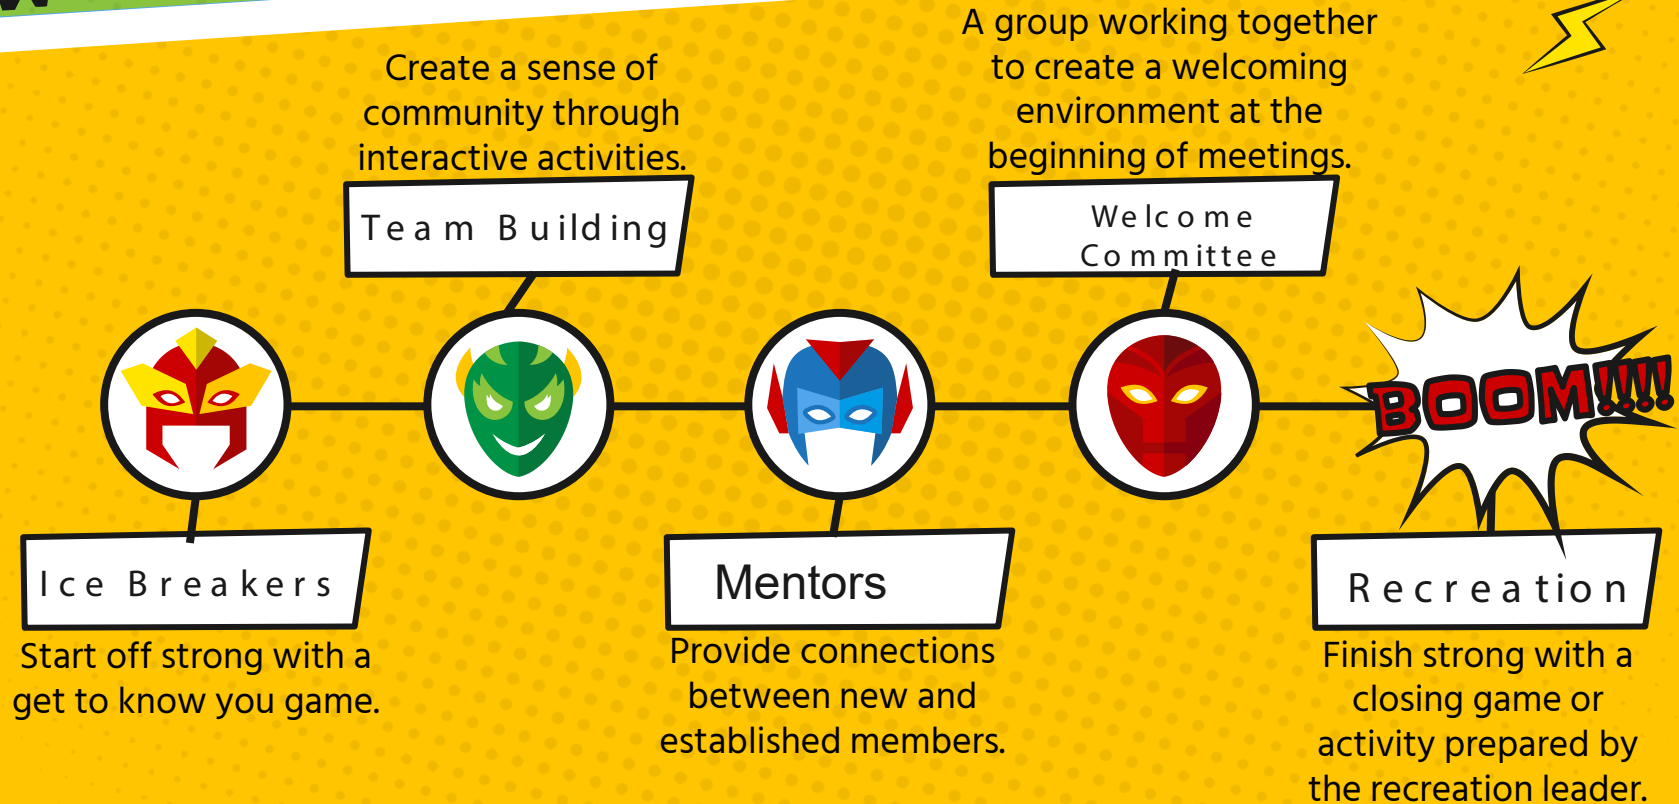 Create a sense of
community through
interactive activities.
Team Building
A group working together
to create a welcoming
environment at the
beginning of meetings.
Welcome
Committee
BOOM!!!!
Ice Breakers
Start off strong with a
get to know you game.
Mentors
Provide connections
between new and
established members.
Recreation
Finish strong with a
closing game or
activity prepared by
the recreation leader.